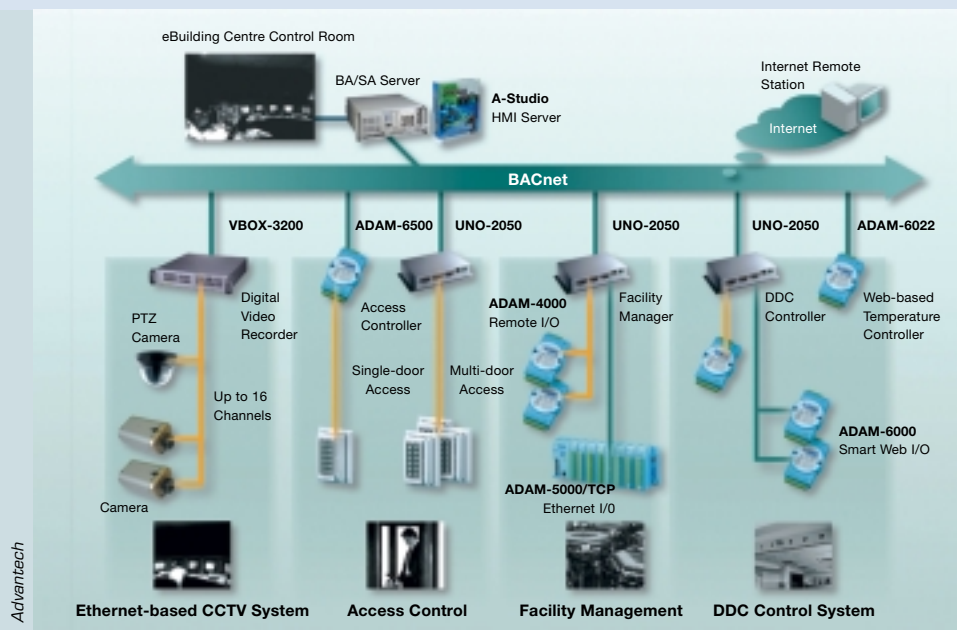 eBuilding Centre Control Room
BA/SA Server
A-Studio
HMI Server
Internet Remote
Station
Internet
BACnet
VBOX-3200
ADAM-6500
UNO-2050
UNO-2050
UNO-2050
ADAM-6022
Digital
Video
Recorder
PTZ
Camera
Up to 16
Channels
Camera
Access
Controller
Single-door
Access
Multi-door
Access
ADAM-4000
Remote I/O
Facility
Manager
ADAM-5000/TCP
Ethernet I/0
DDC
Controller
Web-based
Temperature
Controller
ADAM-6000
Smart Web I/O
Ethernet-based CCTV System
Access Control
Facility Management
DDC Control System
Advantech